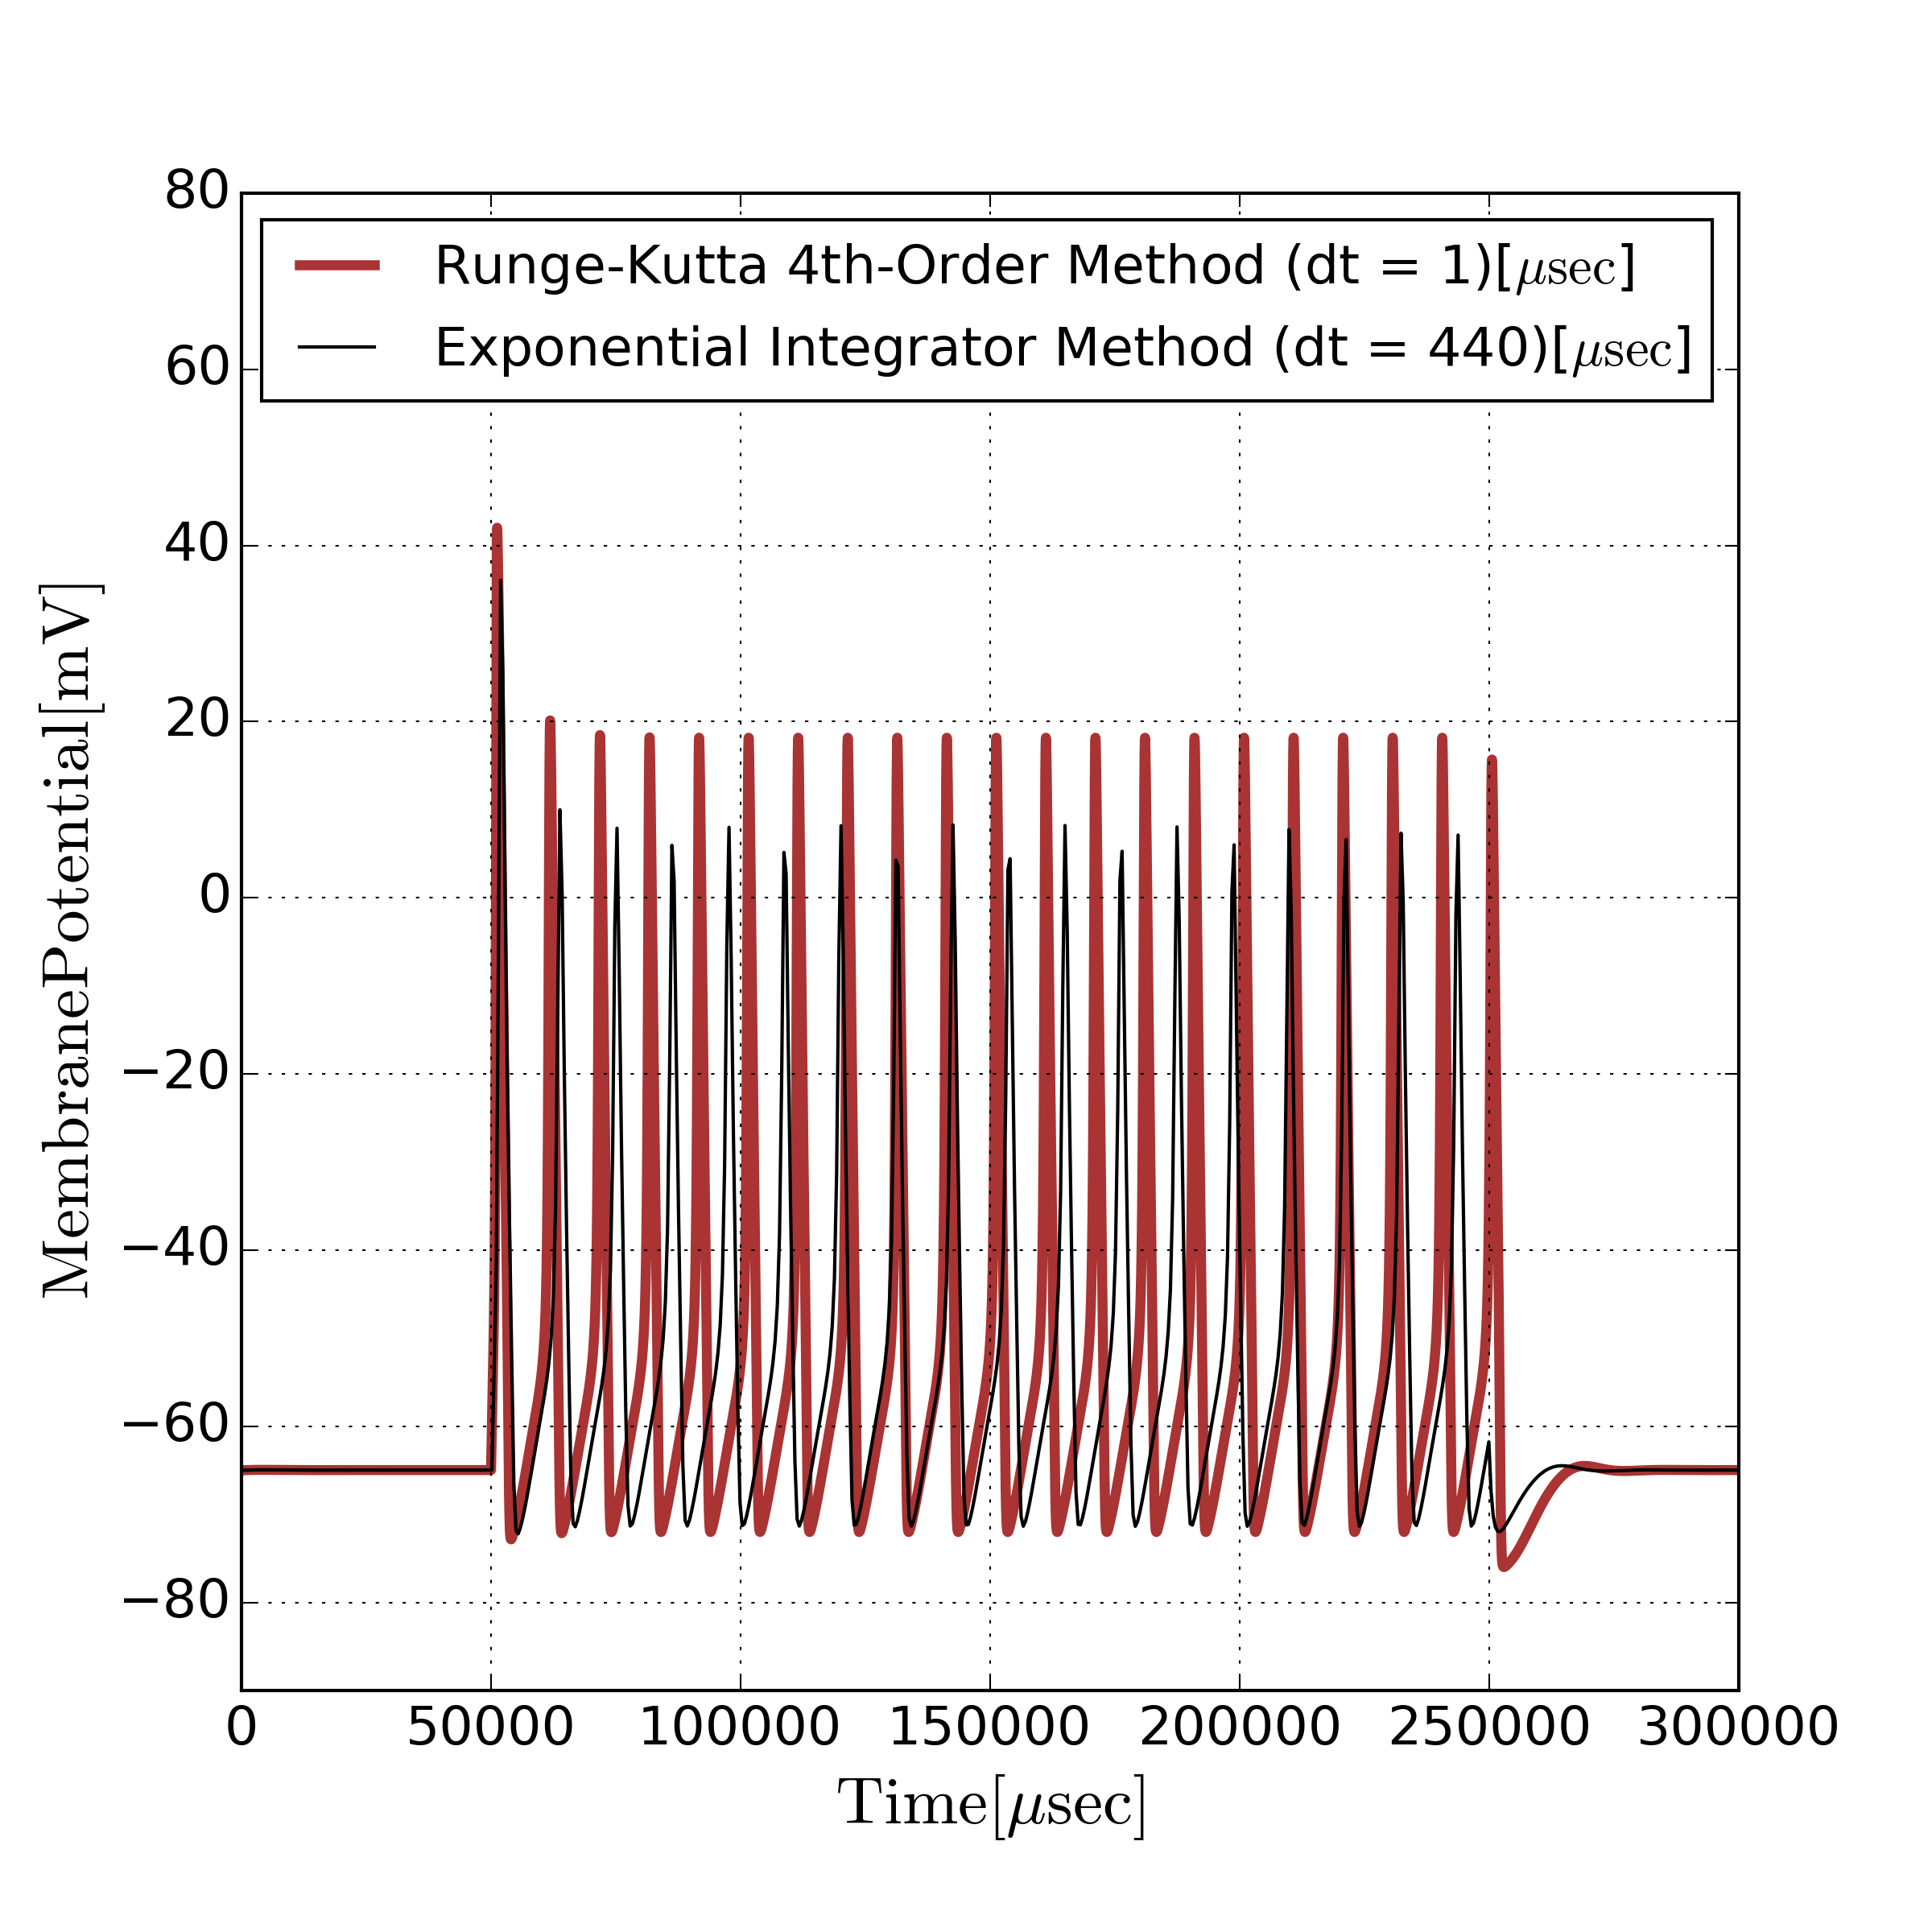 80
Runge-Kutta 4th-Order Method (dt = 1)[μsec]
Exponential Integrator Method (dt = 440)[μsec]
60
40
20
0
−20
−40
−60
−80
MembranePotential[mV]
0 50000 100000 150000 200000 250000 300000
Time[μsec]